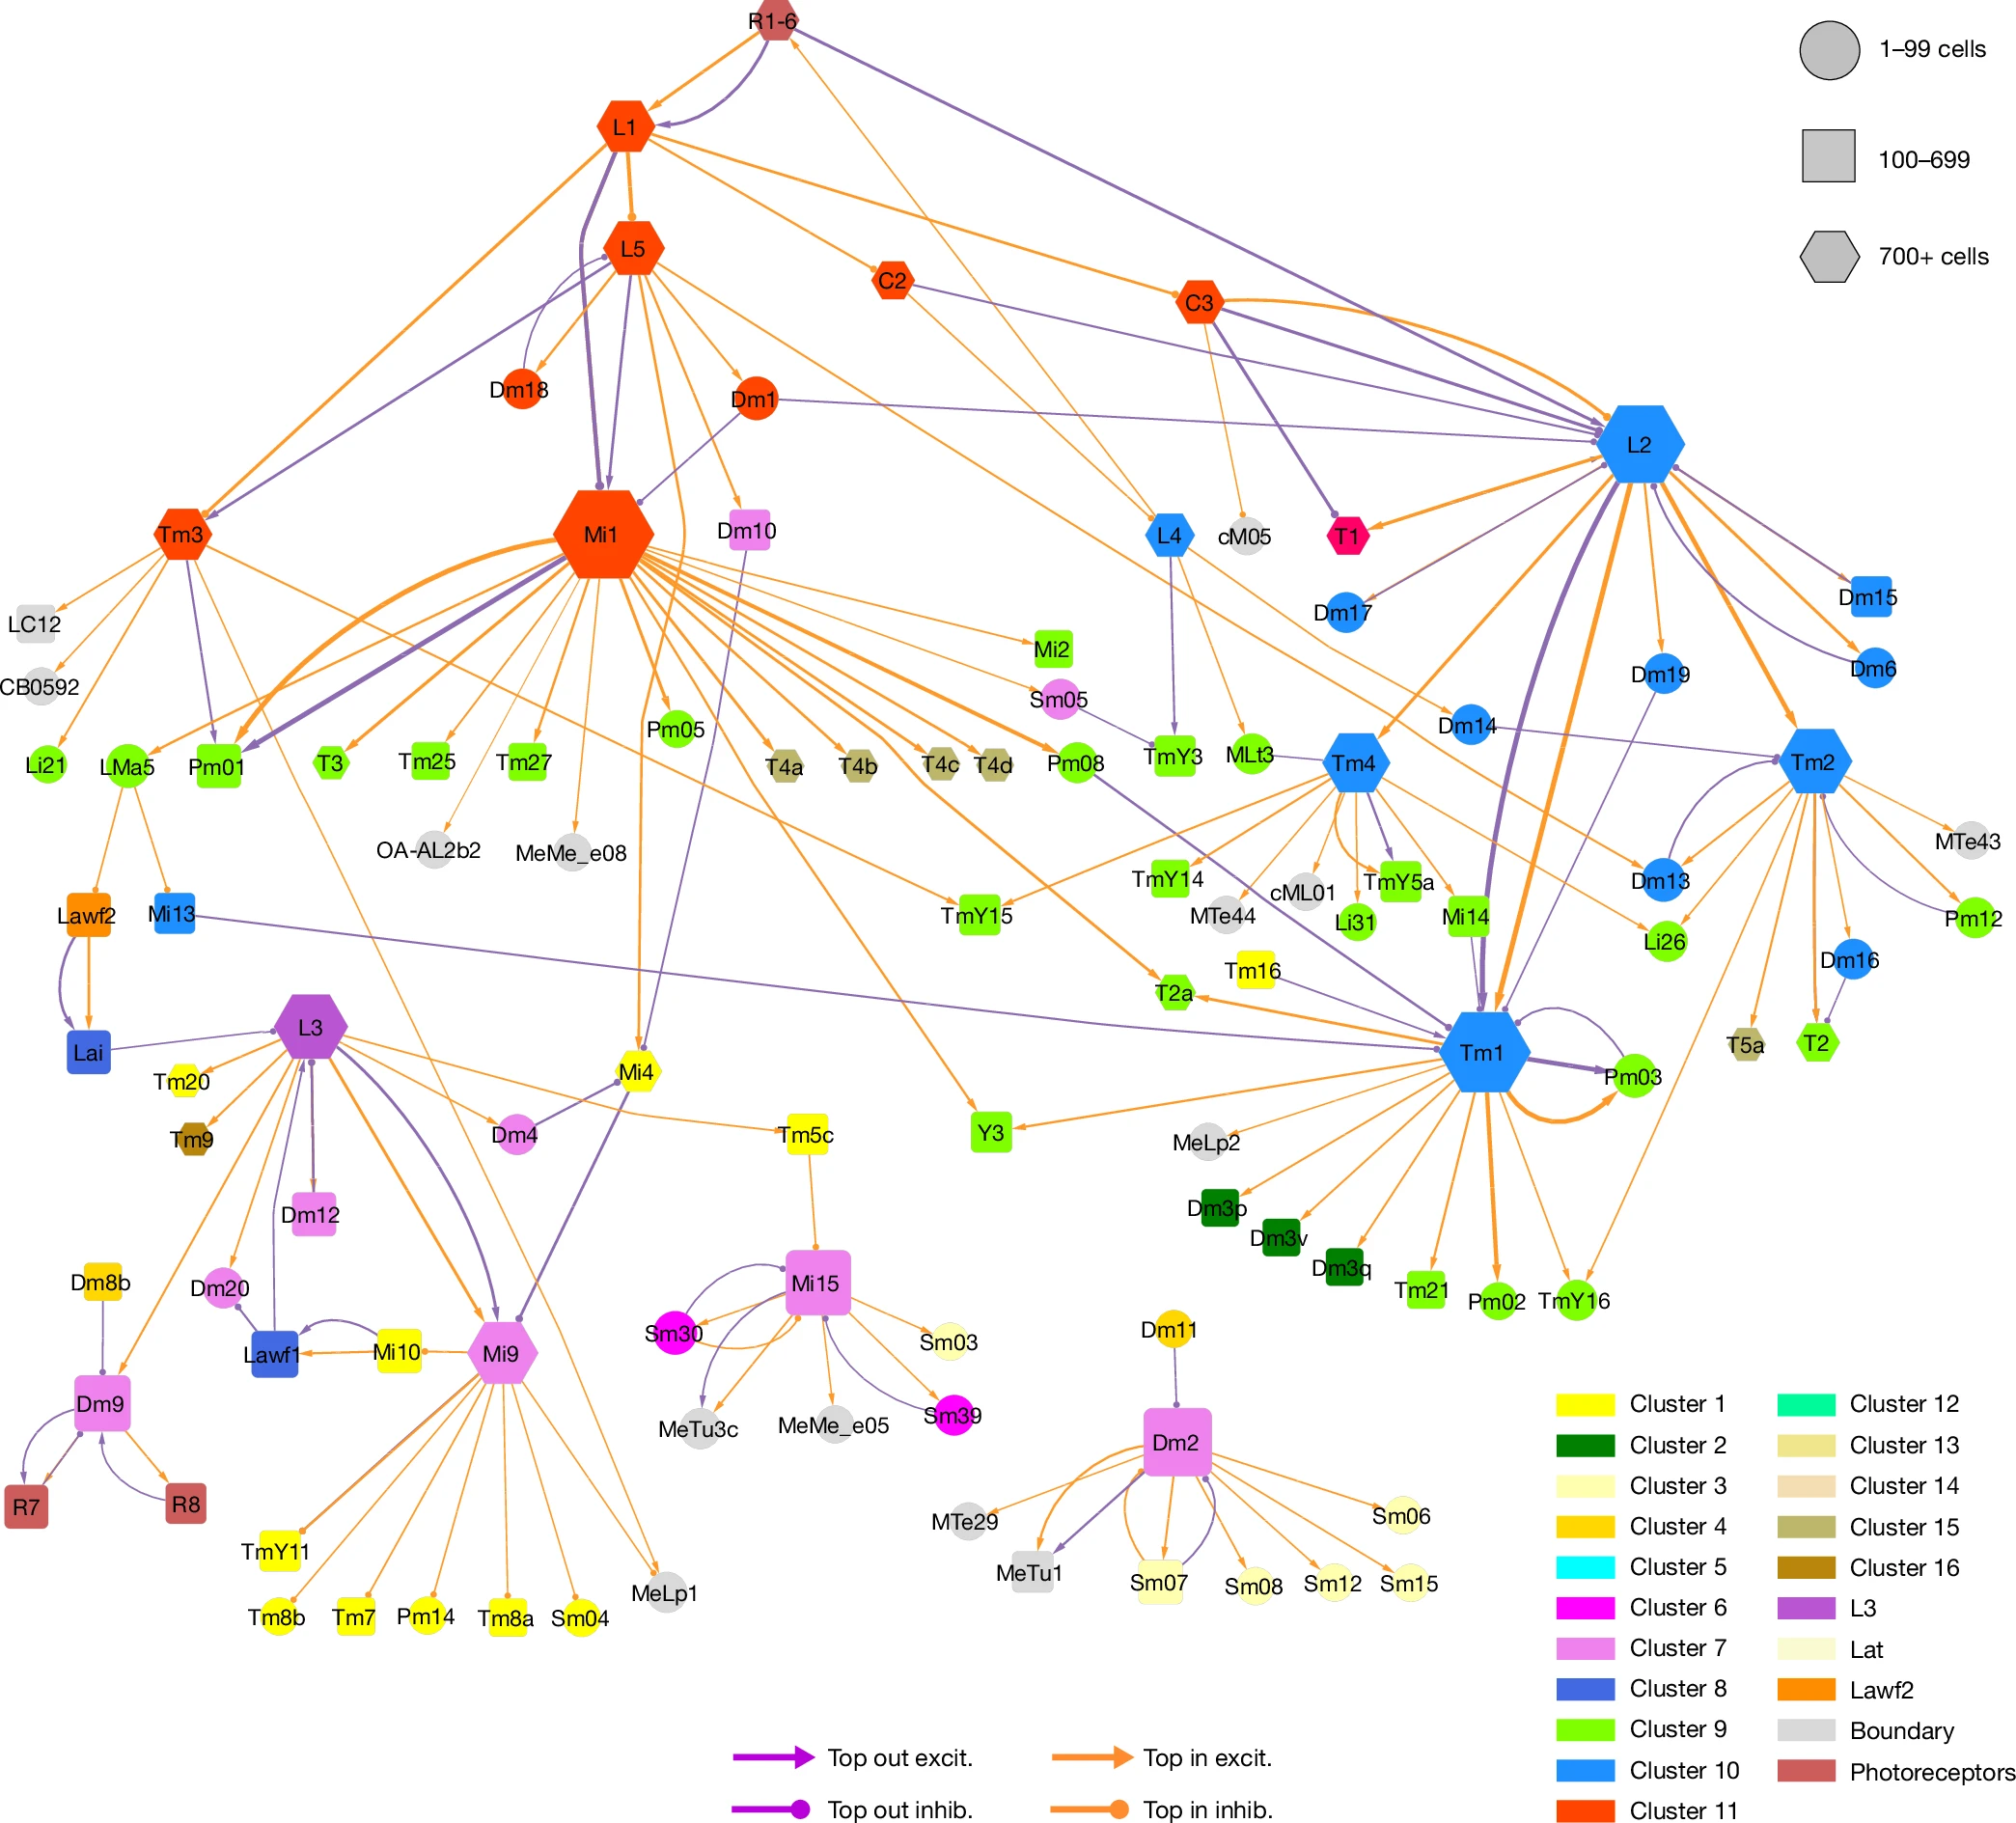 R1-6
1–99 cells
L1
100–699
L5
C2
C3
700+ cells
Dm18
Dm1
L2
Tm3
Mi1
Dm10
L4
cM05
T1
LC12
Dm17
Dm15
CB0592
Mi2
Sm05
Dm19
Dm6
Li21
LMa5
Pm01
T3
Tm25
Tm27
Pm05
T4a
T4b
T4c
T4d
Pm08
TmY3
MLt3
Tm4
Dm14
Tm2
OA-AL2b2
MeMe_e08
MTe43
Lawf2
Mi13
TmY15
TmY14
MTe44
cML01
Li31
TmY5a
Mi14
Dm13
Li26
Pm12
Dm16
Tm16
T2a
L3
Lai
Tm1
T5a
T2
Tm20
Mi4
Pm03
Tm9
Dm4
Tm5c
Y3
MeLp2
Dm12
Dm3p
Dm3v
Dm3q
Dm8b
Dm20
Mi15
Tm21
Pm02
TmY16
Lawf1
Mi10
Mi9
Sm30
Sm03
Dm11
Dm9
MeTu3c
MeMe_e05
Sm39
Dm2
R7
R8
MTe29
Sm06
TmY11
MeTu1
Sm07
Sm08
Sm12
Sm15
Tm8b
Tm7
Pm14
Tm8a
Sm04
MeLp1
Cluster 1
Cluster 2
Cluster 3
Cluster 4
Cluster 5
Cluster 6
Cluster 7
Cluster 8
Cluster 9
Cluster 10
Cluster 11
Cluster 12
Cluster 13
Cluster 14
Cluster 15
Cluster 16
L3
Lat
Lawf2
Boundary
Photoreceptors
Top out excit.
Top in excit.
Top out inhib.
Top in inhib.